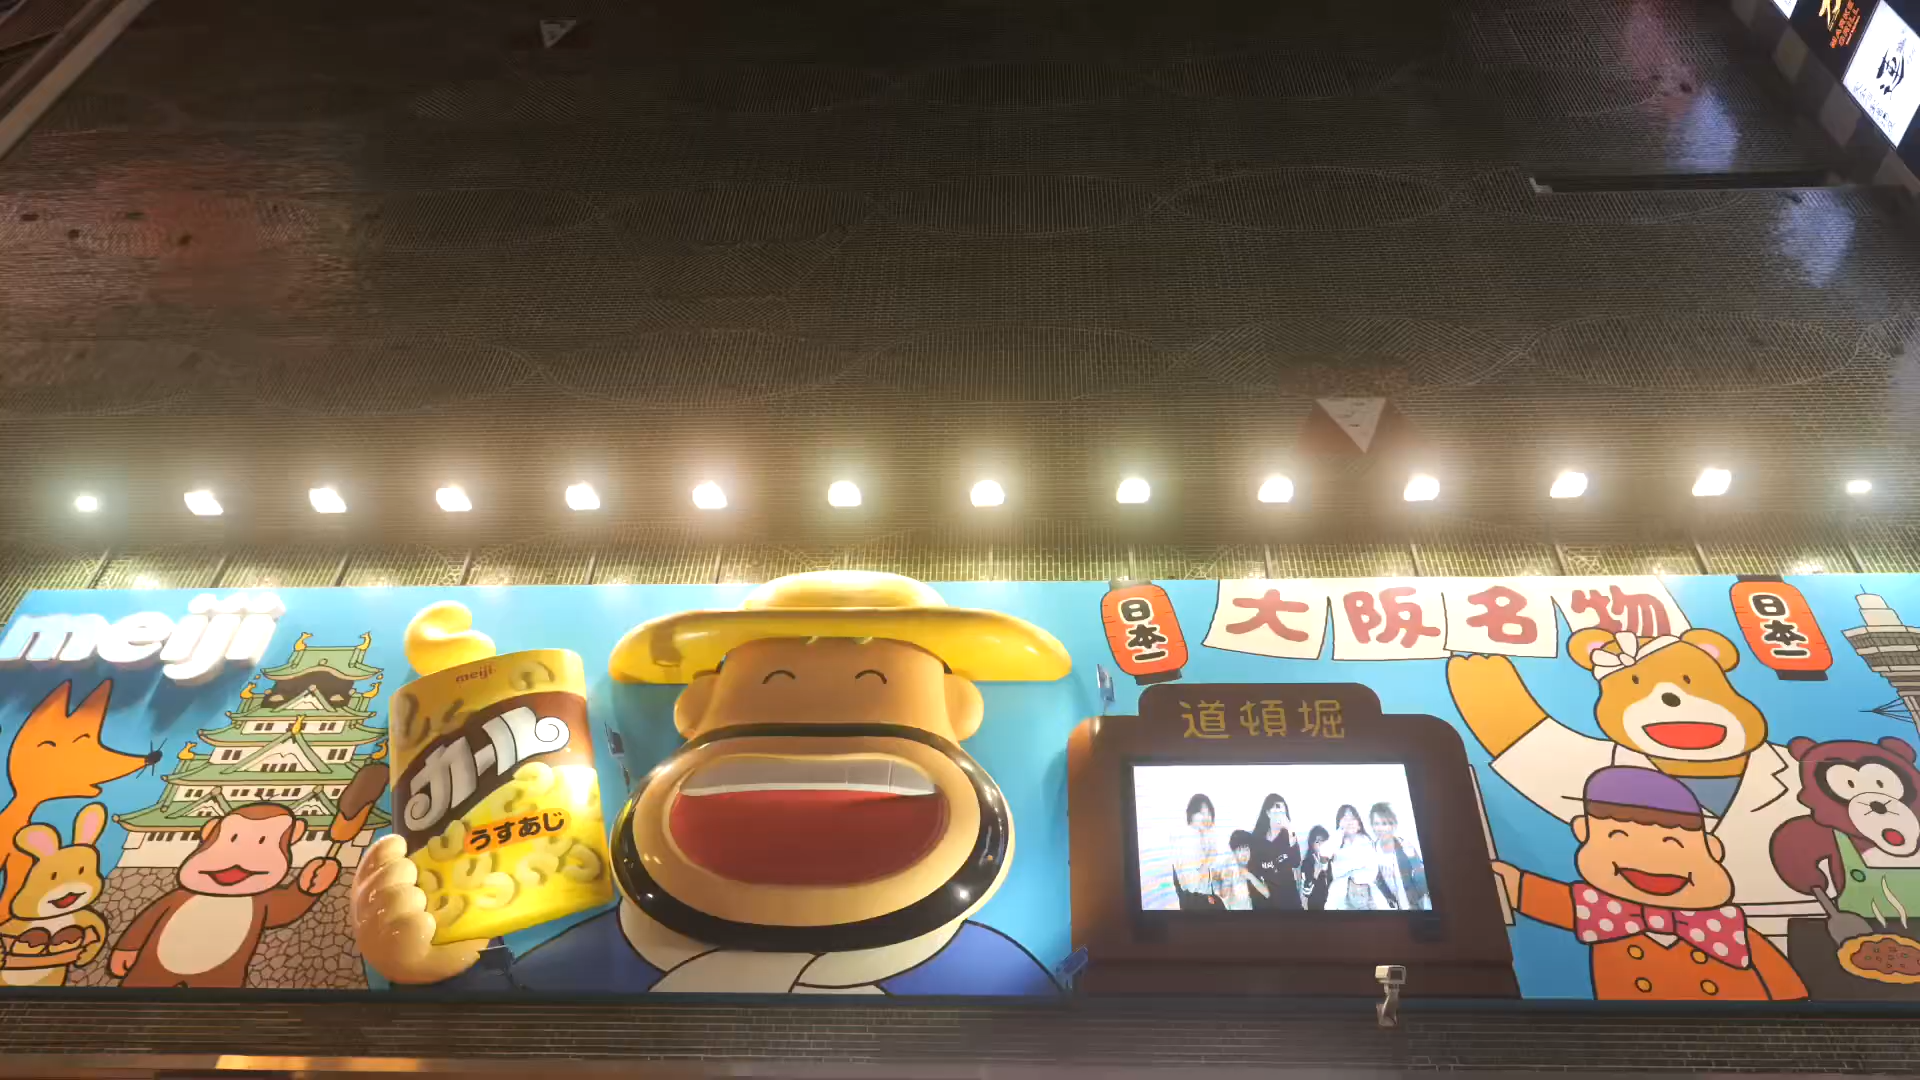 meiji
meiji
カール
うすあじ
日本一
大阪名物
日本一
道頓堀